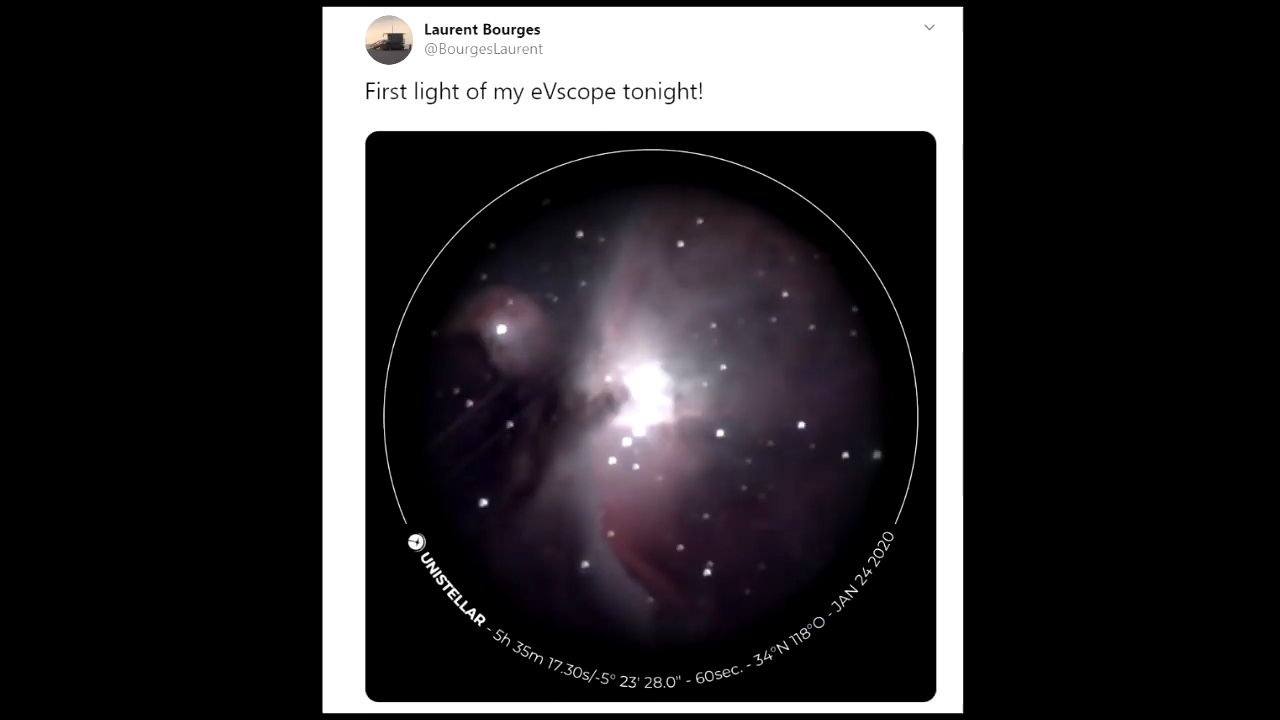 Laurent Bourges
@BourgesLaurent
First light of my eVscope tonight!
UNISTELLAR - 5h 35m 17.30s/-5° 23' 28.0" - 60sec. - 34°N 118°O - JAN 24 2020